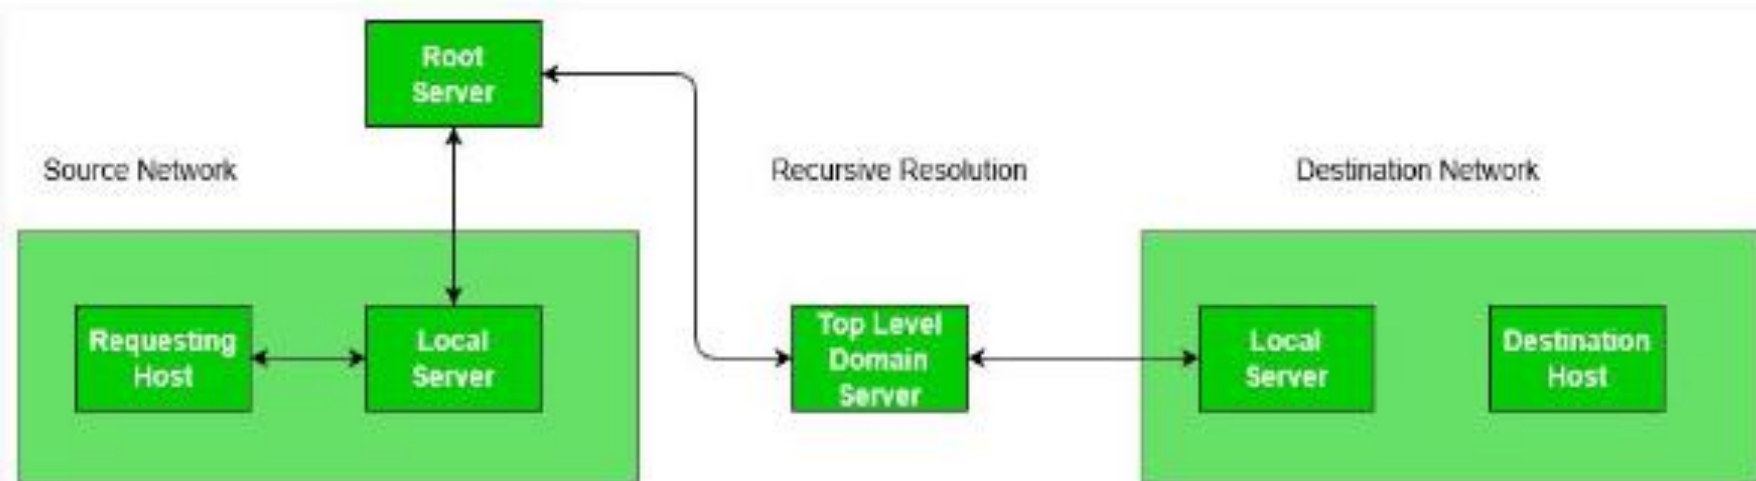 Root
Server
Source Network
Recursive Resolution
Destination Network
Requesting
Host
Local
Server
Top Level
Domain
Server
Local
Server
Destination
Host